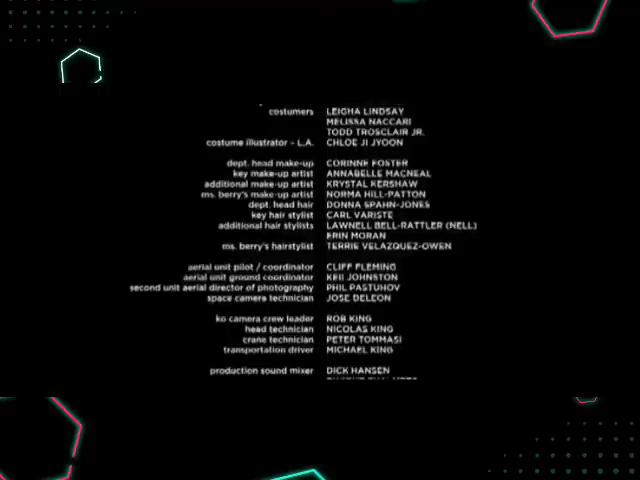 costumers LEIGHA LINDSAY
MELISSA NACCARI
TODD TROSCLAIR JR.
costume illustrator - L.A. CHLOE JI JYOON
dept. head make-up CORINNE FOSTER
key make-up artist ANNABELLE MACNEAL
additional make-up artist KRYSTAL KERSHAW
ms. berry's make-up artist NORMA HILL-PATTON
dept. head hair DONNA SPAHN-JONES
key hair stylist CARL VARISTE
additional hair stylists LAWNELL BELL-RATTLER (NELL)
ERIN MORAN
ms. berry's hairstylist TERRIE VELAZQUEZ-OWEN
aerial unit pilot / coordinator CLIFF FLEMING
aerial unit ground coordinator KEII JOHNSTON
second unit aerial director of photography PHIL PASTUHOV
space camera technician JOSE DELEON
ko camera crew leader ROB KING
head technician NICOLAS KING
crane technician PETER TOMMASI
transportation driver MICHAEL KING
production sound mixer DICK HANSEN